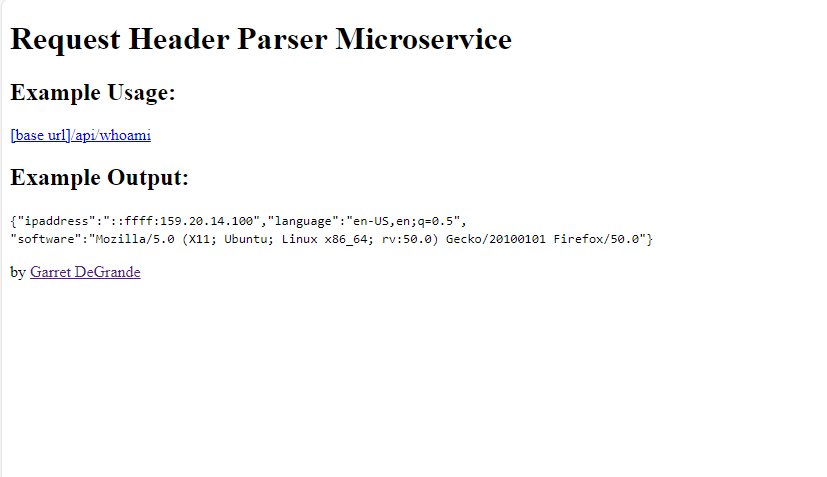 Request Header Parser Microservice
Example Usage:
[base url]/api/whoami
Example Output:
{"ipaddress":"::ffff:159.20.14.100","language":"en-US,en;q=0.5",
"software":"Mozilla/5.0 (X11; Ubuntu; Linux x86_64; rv:50.0) Gecko/20100101 Firefox/50.0"}
by Garret DeGrande